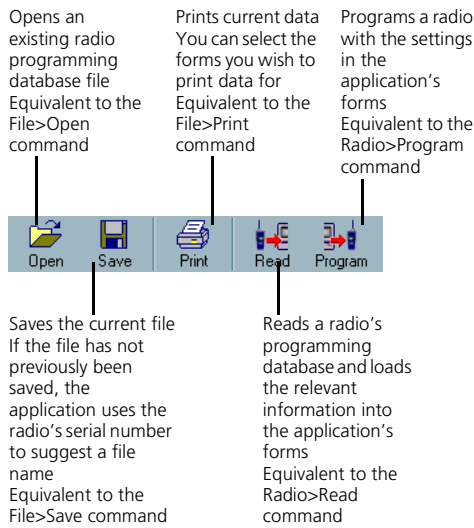 Opens an
existing radio
programming
database file
Equivalent to the
File>Open
command
Prints current data
You can select the
forms you wish to
print data for
Equivalent to the
File>Print
command
Programs a radio
with the settings
in the
application's
forms
Equivalent to the
Radio>Program
command
Open Save Print Read Program
Saves the current file
If the file has not
previously been
saved, the
application uses the
radio's serial number
to suggest a file
name
Equivalent to the
File>Save command
Reads a radio's
programming
database and loads
the relevant
information into
the application's
forms
Equivalent to the
Radio>Read
command